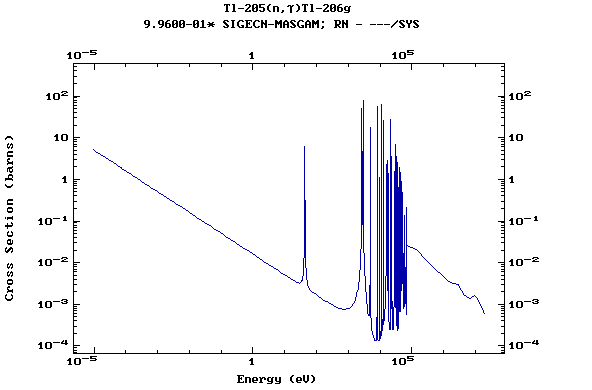 Tl-205(n,γ)Tl-206g
9.9600-01* SIGECN-MASGAM; RN - ---/SYS
10⁻⁵ 1 10⁵
10² 10²
10 10
1 1
10⁻¹ 10⁻¹
10⁻² 10⁻²
10⁻³ 10⁻³
10⁻⁴ 10⁻⁴
Cross Section (barns)
10⁻⁵ 1 10⁵
Energy (eV)